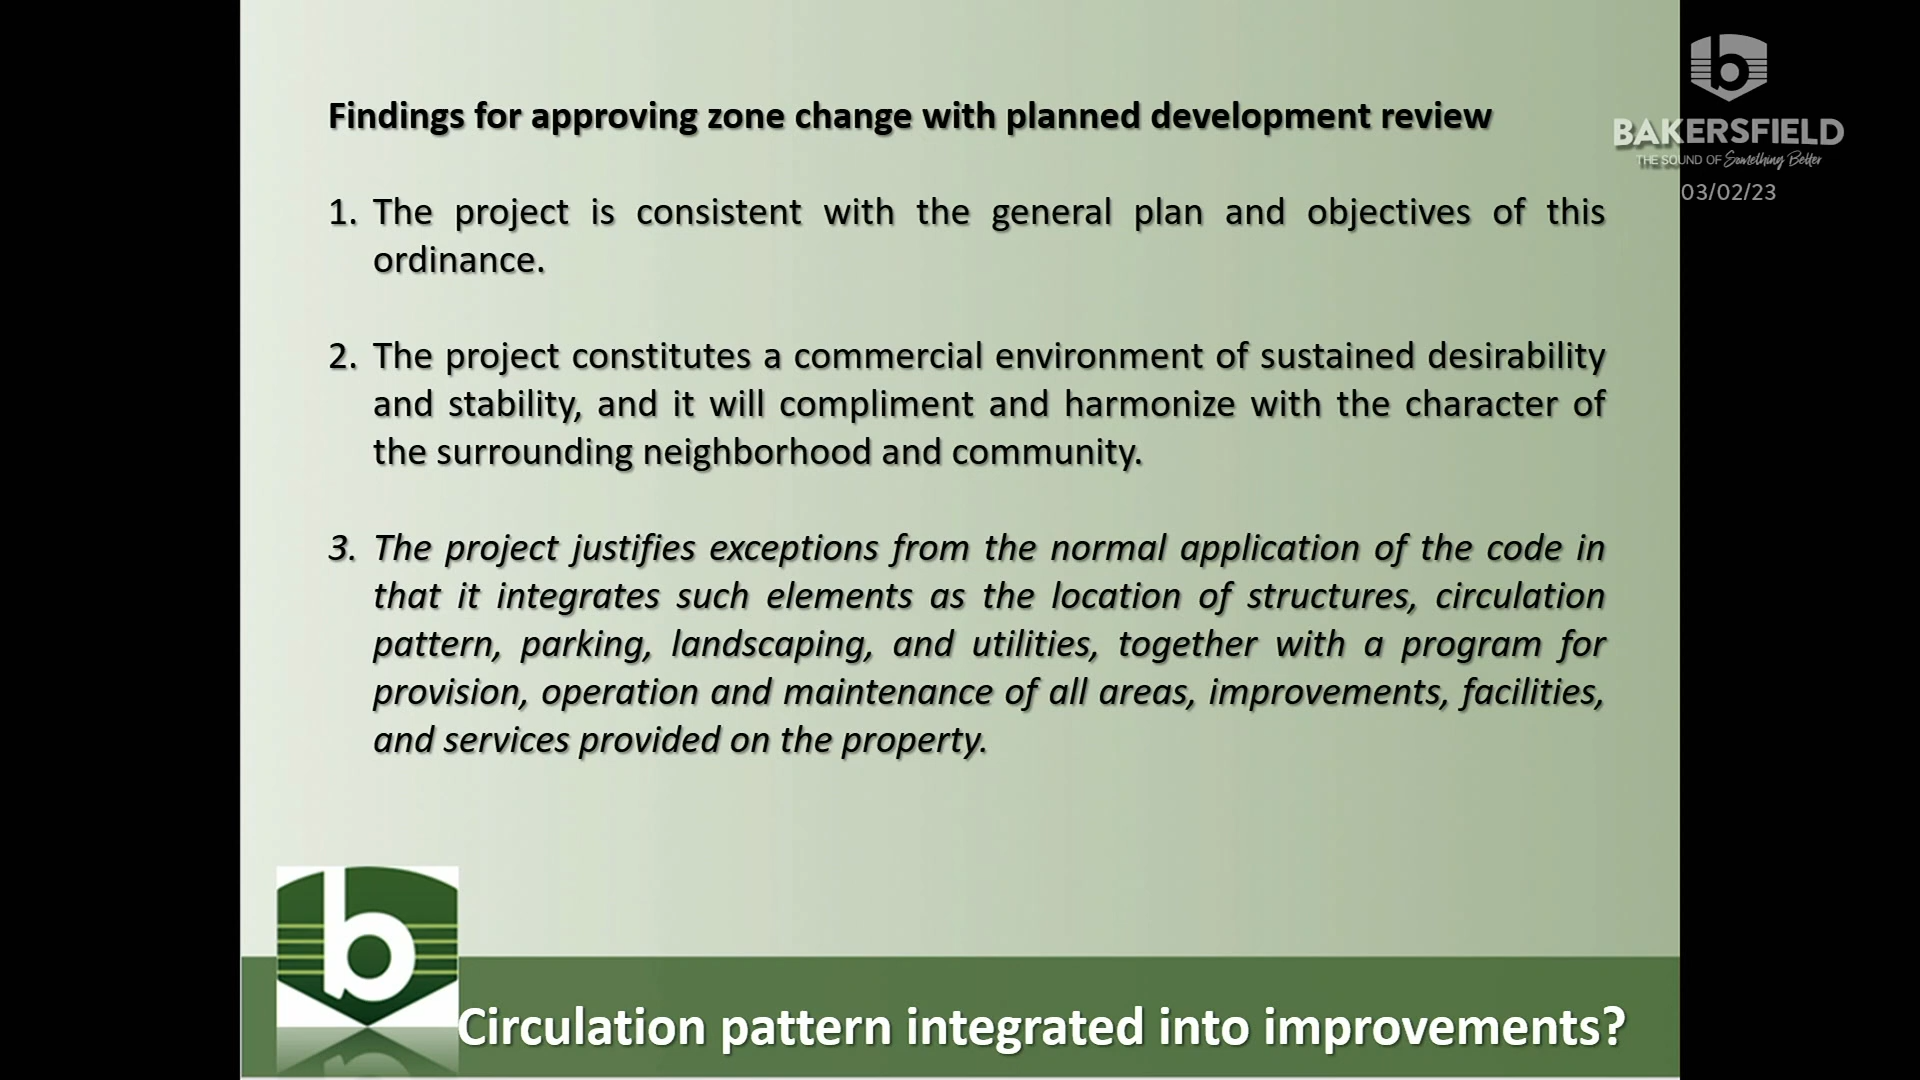 Findings for approving zone change with planned development review
1. The project is consistent with the general plan and objectives of this
ordinance.
2. The project constitutes a commercial environment of sustained desirability
and stability, and it will compliment and harmonize with the character of
the surrounding neighborhood and community.
3. The project justifies exceptions from the normal application of the code in
that it integrates such elements as the location of structures, circulation
pattern, parking, landscaping, and utilities, together with a program for
provision, operation and maintenance of all areas, improvements, facilities,
and services provided on the property.
b
Circulation pattern integrated into improvements?
b
BAKERSFIELD
THE SOUND OF Something Better
03/02/23